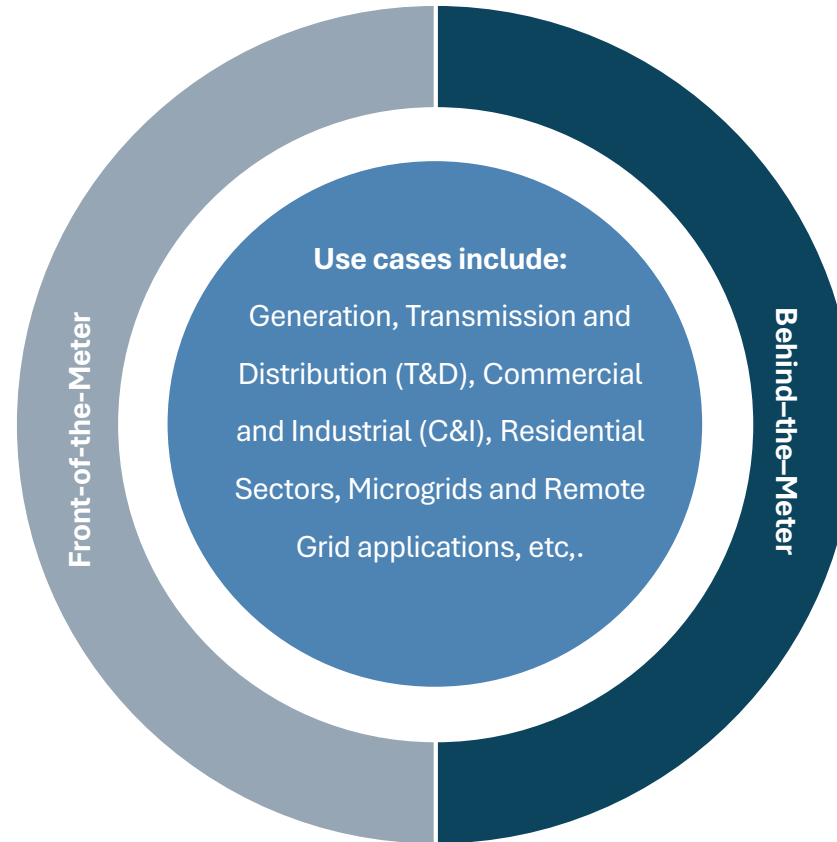 Use cases include:
Generation, Transmission and
Distribution (T&D), Commercial
and Industrial (C&I), Residential
Sectors, Microgrids and Remote
Grid applications, etc,.
Front-of-the-Meter
Behind–the–Meter